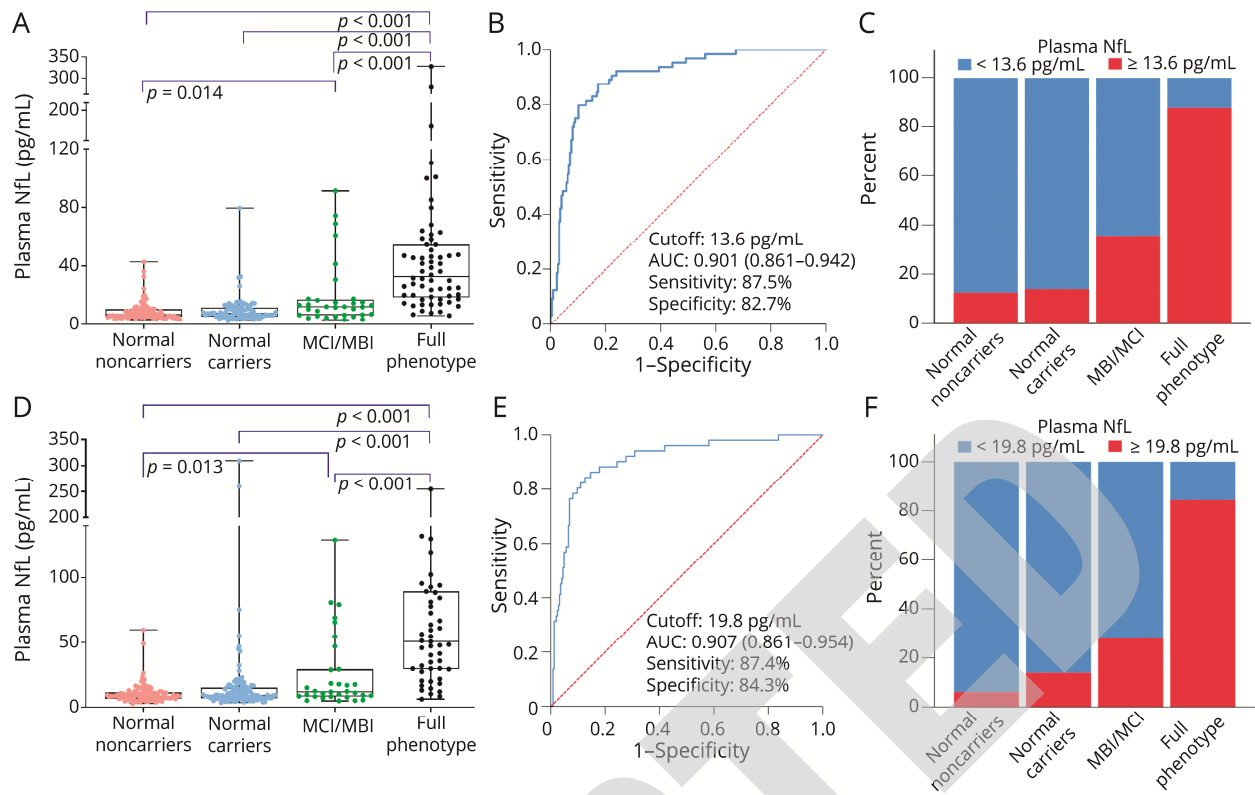 A
p < 0.001
p < 0.001
p < 0.001
p = 0.014
350
300
200
120
80
40
0
Plasma NfL (pg/mL)
Normal noncarriers
Normal carriers
MCI/MBI
Full phenotype
B
1.0
0.8
0.6
0.4
0.2
0
Sensitivity
Cutoff: 13.6 pg/mL
AUC: 0.901 (0.861–0.942)
Sensitivity: 87.5%
Specificity: 82.7%
0 0.2 0.4 0.6 0.8 1.0
1–Specificity
C
Plasma NfL
< 13.6 pg/mL ≥ 13.6 pg/mL
100
80
60
40
20
0
Percent
Normal noncarriers
Normal carriers
MBI/MCI
Full phenotype
D
p < 0.001
p < 0.001
p = 0.013
p < 0.001
350
300
250
200
100
50
0
Plasma NfL (pg/mL)
Normal noncarriers
Normal carriers
MCI/MBI
Full phenotype
E
1.0
0.8
0.6
0.4
0.2
0
Sensitivity
Cutoff: 19.8 pg/mL
AUC: 0.907 (0.861–0.954)
Sensitivity: 87.4%
Specificity: 84.3%
0 0.2 0.4 0.6 0.8 1.0
1–Specificity
F
Plasma NfL
< 19.8 pg/mL ≥ 19.8 pg/mL
100
80
60
40
20
0
Percent
Normal noncarriers
Normal carriers
MBI/MCI
Full phenotype
TED